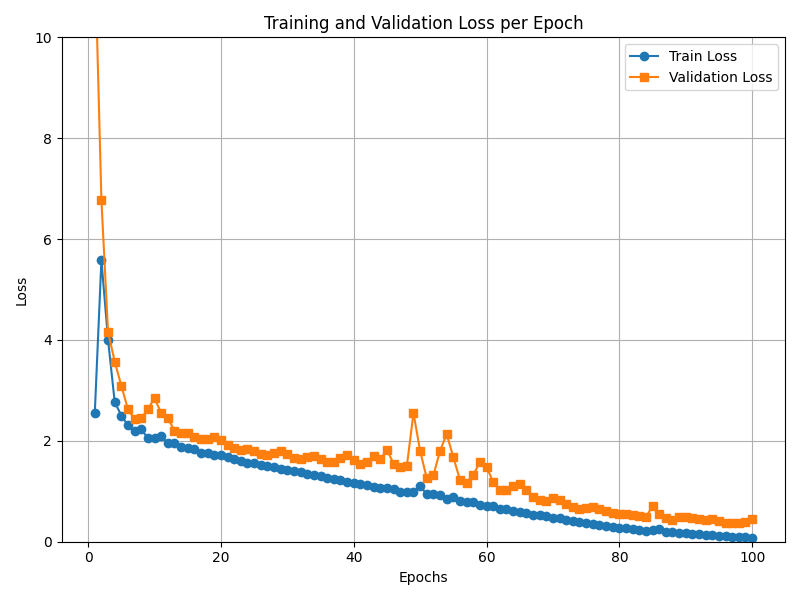 Training and Validation Loss per Epoch
Train Loss
Validation Loss
Loss
10
8
6
4
2
0
0 20 40 60 80 100
Epochs